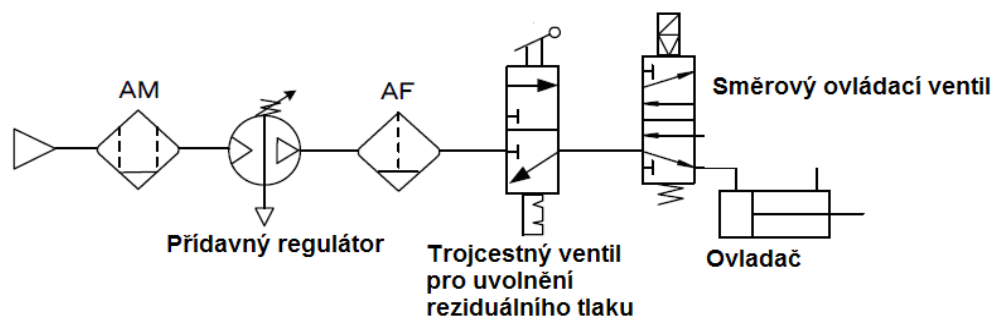 AM
AF
Směrový ovládací ventil
Přídavný regulátor
Trojcestný ventil
pro uvolnění
reziduálního tlaku
Ovladač